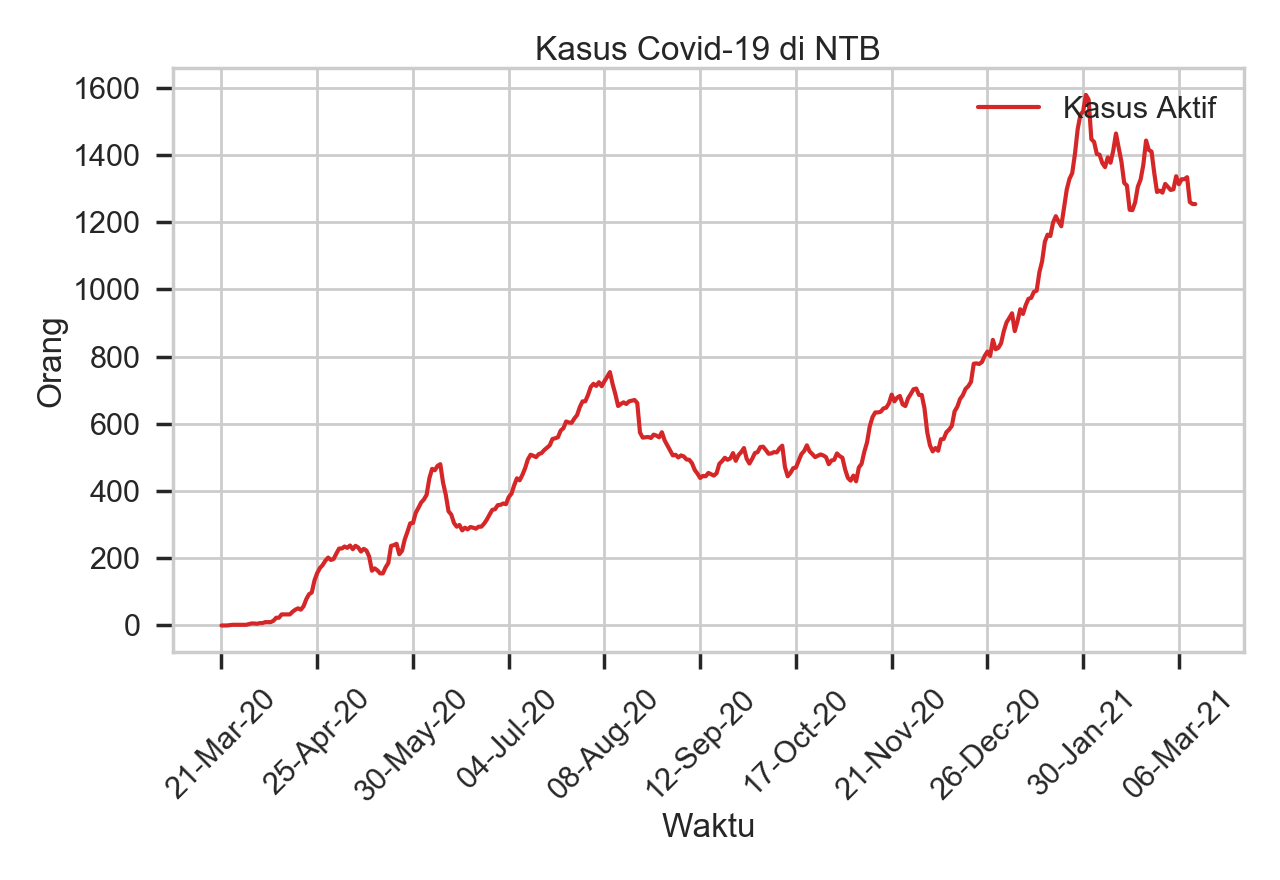 Kasus Covid-19 di NTB
Kasus Aktif
1600
1400
1200
1000
800
600
400
200
0
Orang
21-Mar-20
25-Apr-20
30-May-20
04-Jul-20
08-Aug-20
12-Sep-20
17-Oct-20
21-Nov-20
26-Dec-20
30-Jan-21
06-Mar-21
Waktu